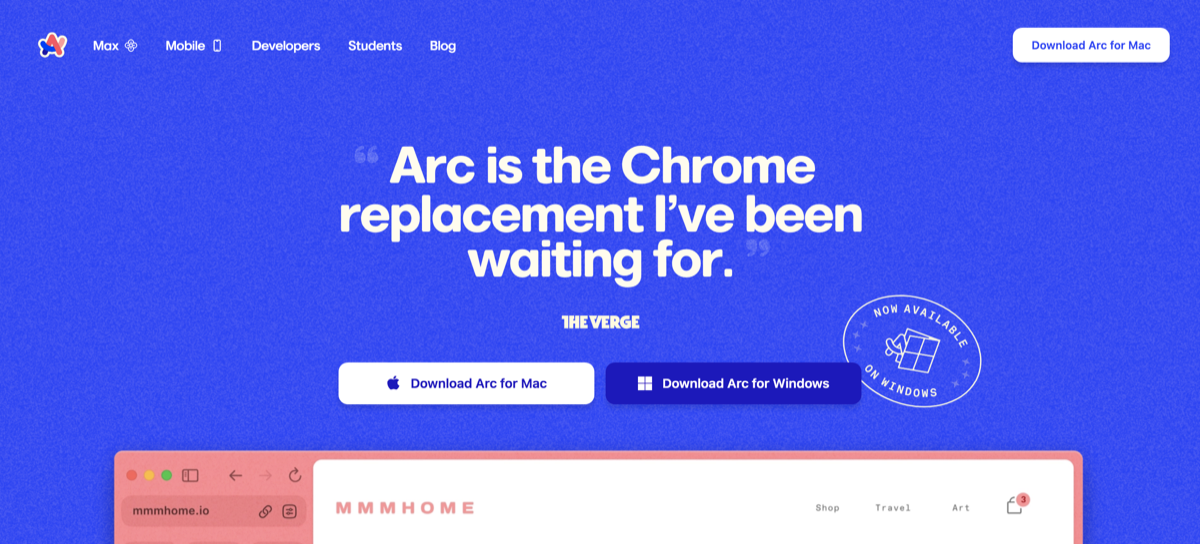 Max
Mobile
Developers
Students
Blog
Download Arc for Mac
“ Arc is the Chrome
replacement I’ve been
waiting for. ”
THE VERGE
NOW AVAILABLE
ON WINDOWS
Download Arc for Mac
Download Arc for Windows
mmmhome.io
MMMHOME
Shop
Travel
Art
3